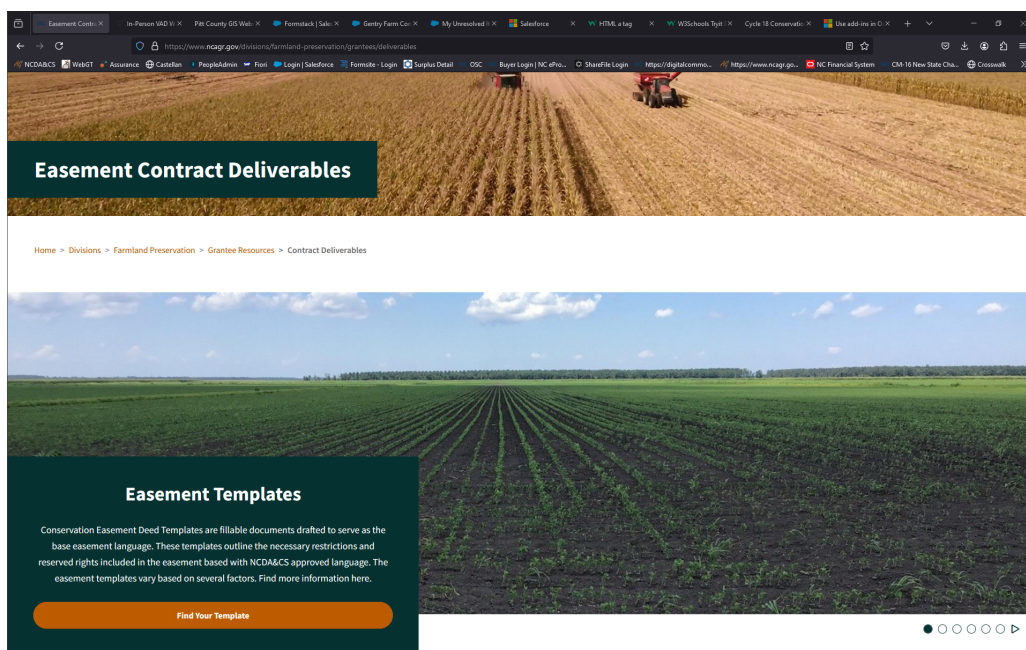 Easement Contra
In-Person VAD Wo
Pitt County GIS Web
Formstack | Sale
Gentry Farm Con
My Unresolved It
Salesforce
HTML a tag
W3Schools Tryit
Cycle 18 Conservatio
Use add-ins in O
https://www.ncagr.gov/divisions/farmland-preservation/grantees/deliverables
NCDA&CS
WebGT
Assurance
Castellan
PeopleAdmin
Fiori
Login | Salesforce
Formsite - Login
Surplus Detail
OSC
Buyer Login | NC ePro...
ShareFile Login
https://digitalcommo...
https://www.ncagr.go...
NC Financial System
CM-16 New State Cha...
Crosswalk
Easement Contract Deliverables
Home > Divisions > Farmland Preservation > Grantee Resources > Contract Deliverables
Easement Templates
Conservation Easement Deed Templates are fillable documents drafted to serve as the
base easement language. These templates outline the necessary restrictions and
reserved rights included in the easement based with NCDA&CS approved language. The
easement templates vary based on several factors. Find more information here.
Find Your Template